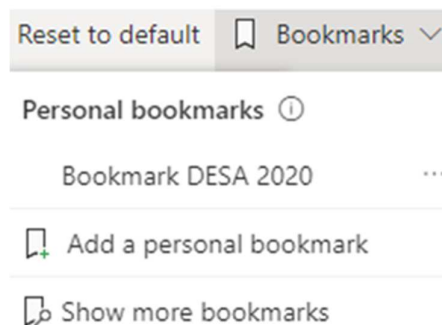 Reset to default Bookmarks
Personal bookmarks
Bookmark DESA 2020
Add a personal bookmark
Show more bookmarks